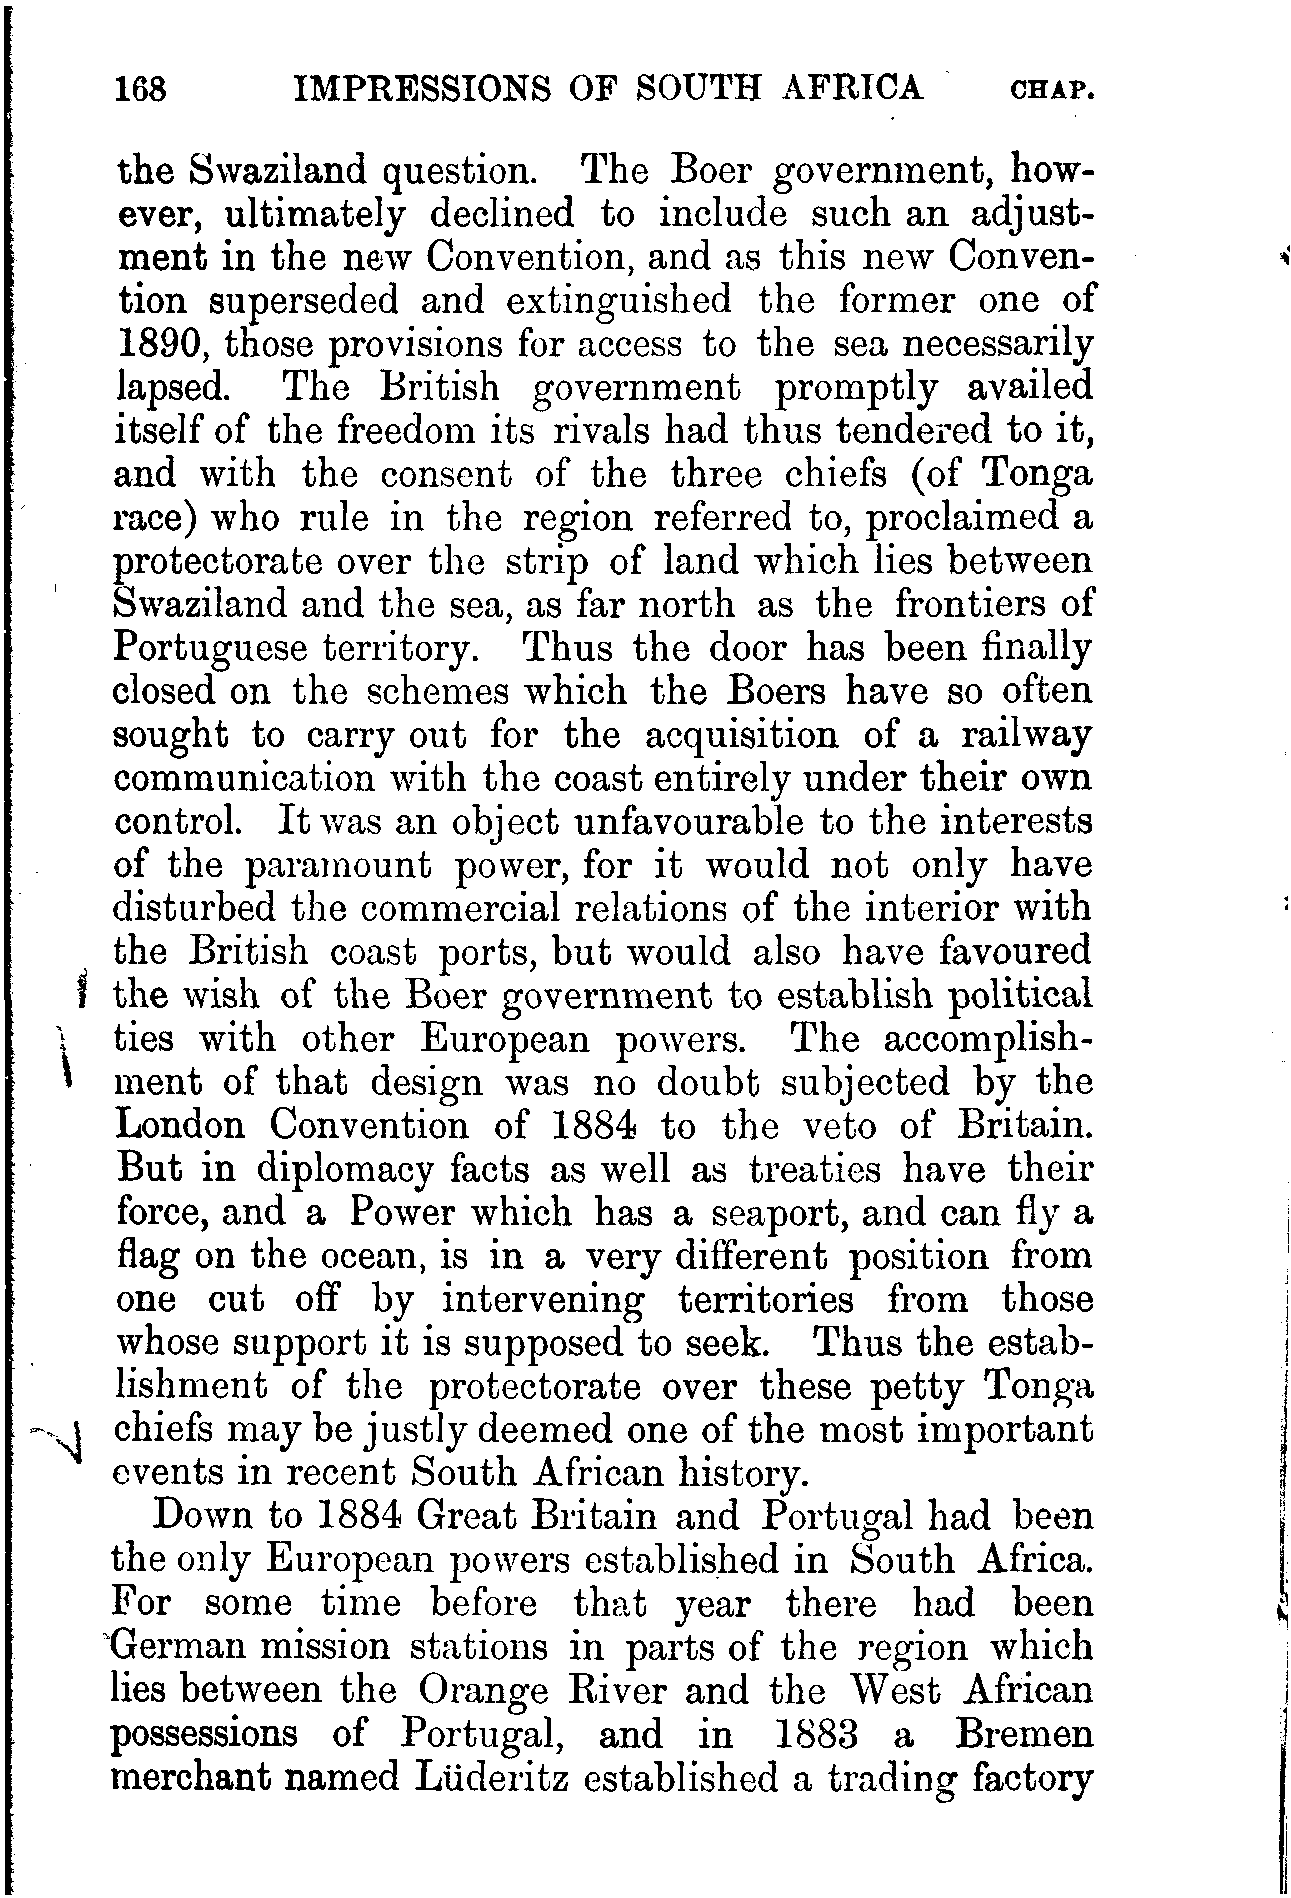 168 IMPRESSIONS OF SOUTH AFRICA CHAP.
the Swaziland question. The Boer government, how-
ever, ultimately declined to include such an adjust-
ment in the new Convention, and as this new Conven-
tion superseded and extinguished the former one of
1890, those provisions for access to the sea necessarily
lapsed. The British government promptly availed
itself of the freedom its rivals had thus tendered to it,
and with the consent of the three chiefs (of Tonga
race) who rule in the region referred to, proclaimed a
protectorate over the strip of land which lies between
Swaziland and the sea, as far north as the frontiers of
Portuguese territory. Thus the door has been finally
closed on the schemes which the Boers have so often
sought to carry out for the acquisition of a railway
communication with the coast entirely under their own
control. It was an object unfavourable to the interests
of the paramount power, for it would not only have
disturbed the commercial relations of the interior with
the British coast ports, but would also have favoured
the wish of the Boer government to establish political
ties with other European powers. The accomplish-
ment of that design was no doubt subjected by the
London Convention of 1884 to the veto of Britain.
But in diplomacy facts as well as treaties have their
force, and a Power which has a seaport, and can fly a
flag on the ocean, is in a very different position from
one cut off by intervening territories from those
whose support it is supposed to seek. Thus the estab-
lishment of the protectorate over these petty Tonga
chiefs may be justly deemed one of the most important
events in recent South African history.
Down to 1884 Great Britain and Portugal had been
the only European powers established in South Africa.
For some time before that year there had been
German mission stations in parts of the region which
lies between the Orange River and the West African
possessions of Portugal, and in 1883 a Bremen
merchant named Lüderitz established a trading factory